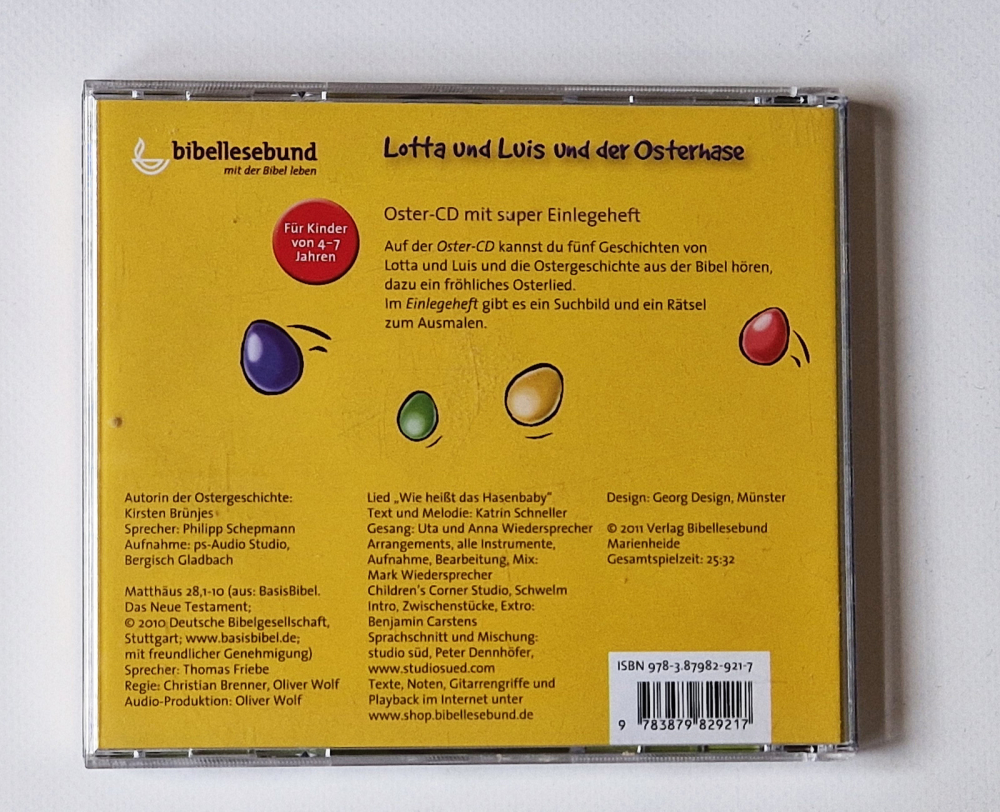 bibellesebund
mit der Bibel leben
Lotta und Luis und der Osterhase
Für Kinder
von 4–7
Jahren
Oster-CD mit super Einlegeheft
Auf der Oster-CD kannst du fünf Geschichten von
Lotta und Luis und die Ostergeschichte aus der Bibel hören,
dazu ein fröhliches Osterlied.
Im Einlegeheft gibt es ein Suchbild und ein Rätsel
zum Ausmalen.
Autorin der Ostergeschichte:
Kirsten Brünjes
Sprecher: Philipp Schepmann
Aufnahme: ps-Audio Studio,
Bergisch Gladbach
Matthäus 28,1-10 (aus: BasisBibel.
Das Neue Testament;
© 2010 Deutsche Bibelgesellschaft,
Stuttgart; www.basisbibel.de;
mit freundlicher Genehmigung)
Sprecher: Thomas Friebe
Regie: Christian Brenner, Oliver Wolf
Audio-Produktion: Oliver Wolf
Lied „Wie heißt das Hasenbaby"
Text und Melodie: Katrin Schneller
Gesang: Uta und Anna Wiedersprecher
Arrangements, alle Instrumente,
Aufnahme, Bearbeitung, Mix:
Mark Wiedersprecher
Children's Corner Studio, Schwelm
Intro, Zwischenstücke, Extro:
Benjamin Carstens
Sprachschnitt und Mischung:
studio süd, Peter Dennhöfer,
www.studiosued.com
Texte, Noten, Gitarrengriffe und
Playback im Internet unter
www.shop.bibellesebund.de
Design: Georg Design, Münster
© 2011 Verlag Bibellesebund
Marienheide
Gesamtspielzeit: 25:32
ISBN 978-3.87982-921-7
9 783879 829217